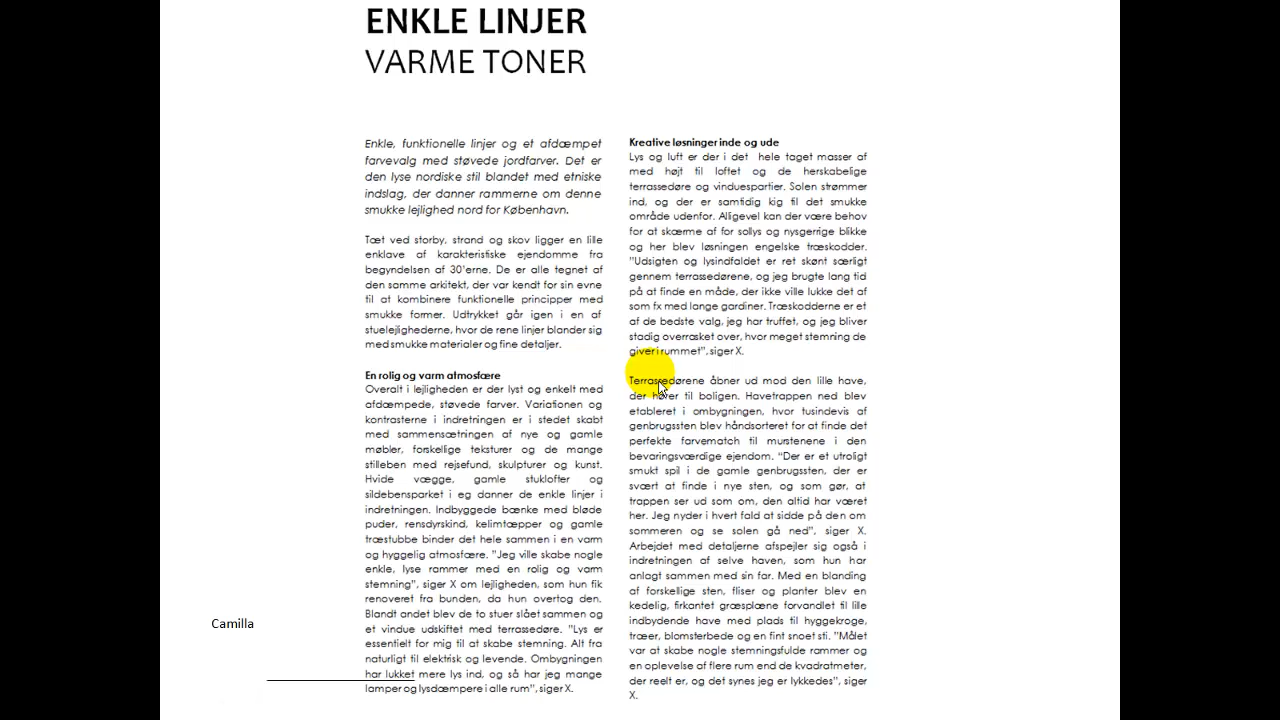 ENKLE LINJER
VARME TONER
Enkle, funktionelle linjer og et afdæmpet
farvevalg med støvede jordfarver. Det er
den lyse nordiske stil blandet med etniske
indslag, der danner rammerne om denne
smukke lejlighed nord for København.
Tæt ved storby, strand og skov ligger en lille
enklave af karakteristiske ejendomme fra
begyndelsen af 30'erne. De er alle tegnet af
den samme arkitekt, der var kendt for sin evne
til at kombinere funktionelle principper med
smukke former. Udtrykket går igen i en af
stuelejlighederne, hvor de rene linjer blander sig
med smukke materialer og fine detaljer.
En rolig og varm atmosfære
Overalt i lejligheden er der lyst og enkelt med
afdæmpede, støvede farver. Variationen og
kontrasterne i indretningen er i stedet skabt
med sammensætningen af nye og gamle
møbler, forskellige teksturer og de mange
stilleben med rejsefund, skulpturer og kunst.
Hvide vægge, gamle stuklofter og
sildebensparket i eg danner de enkle linjer i
indretningen. Indbyggede bænke med bløde
puder, rensdyrskind, kelimtæpper og gamle
træstubbe binder det hele sammen i en varm
og hyggelig atmosfære. "Jeg ville skabe nogle
enkle, lyse rammer med en rolig og varm
stemning", siger X om lejligheden, som hun fik
renoveret fra bunden, da hun overtog den.
Blandt andet blev de to stuer slået sammen og
et vindue udskiftet med terrassedøre. "Lys er
essentielt for mig til at skabe stemning. Alt fra
naturligt til elektrisk og levende. Ombygningen
har lukket mere lys ind, og så har jeg mange
lamper og lysdæmpere i alle rum", siger X.
Kreative løsninger inde og ude
Lys og luft er der i det hele taget masser af
med højt til loftet og de herskabelige
terrassedøre og vinduespartier. Solen strømmer
ind, og der er samtidig kig til det smukke
område udenfor. Alligevel kan der være behov
for at skærme af for sollys og nysgerrige blikke
og her blev løsningen engelske træskodder.
"Udsigten og lysindfaldet er ret skønt særligt
gennem terrassedørene, og jeg brugte lang tid
på at finde en måde, der ikke ville lukke det af
som fx med lange gardiner. Træskodderne er et
af de bedste valg, jeg har truffet, og jeg bliver
stadig overrasket over, hvor meget stemning de
giver i rummet", siger X.
Terrassedørene åbner ud mod den lille have,
der hører til boligen. Havetrappen ned blev
etableret i ombygningen, hvor tusindevis af
genbrugssten blev håndsorteret for at finde det
perfekte farvematch til murstenene i den
bevaringsværdige ejendom. "Der er et utroligt
smukt spil i de gamle genbrugssten, der er
svært at finde i nye sten, og som gør, at
trappen ser ud som om, den altid har været
her. Jeg nyder i hvert fald at sidde på den om
sommeren og se solen gå ned", siger X.
Arbejdet med detaljerne afspejler sig også i
indretningen af selve haven, som hun har
anlagt sammen med sin far. Med en blanding
af forskellige sten, fliser og planter blev en
kedelig, firkantet græsplæne forvandlet til lille
indbydende have med plads til hyggekroge,
træer, blomsterbede og en fint snoet sti. "Målet
var at skabe nogle stemningsfulde rammer og
en oplevelse af flere rum end de kvadratmeter,
der reelt er, og det synes jeg er lykkedes", siger
X.
Camilla